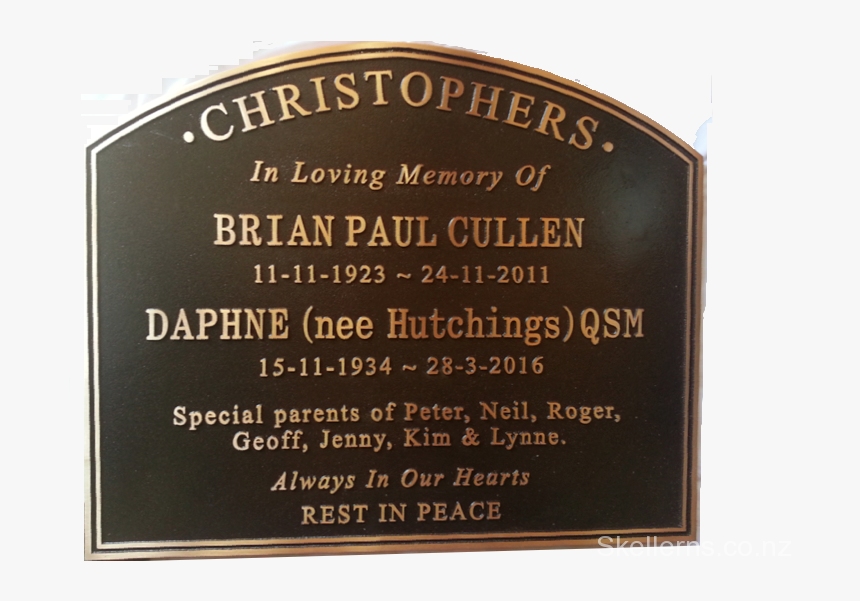 ·CHRISTOPHERS·
In Loving Memory Of
BRIAN PAUL CULLEN
11-11-1923 ~ 24-11-2011
DAPHNE (nee Hutchings) QSM
15-11-1934 ~ 28-3-2016
Special parents of Peter, Neil, Roger,
Geoff, Jenny, Kim & Lynne.
Always In Our Hearts
REST IN PEACE
Skellerns.co.nz